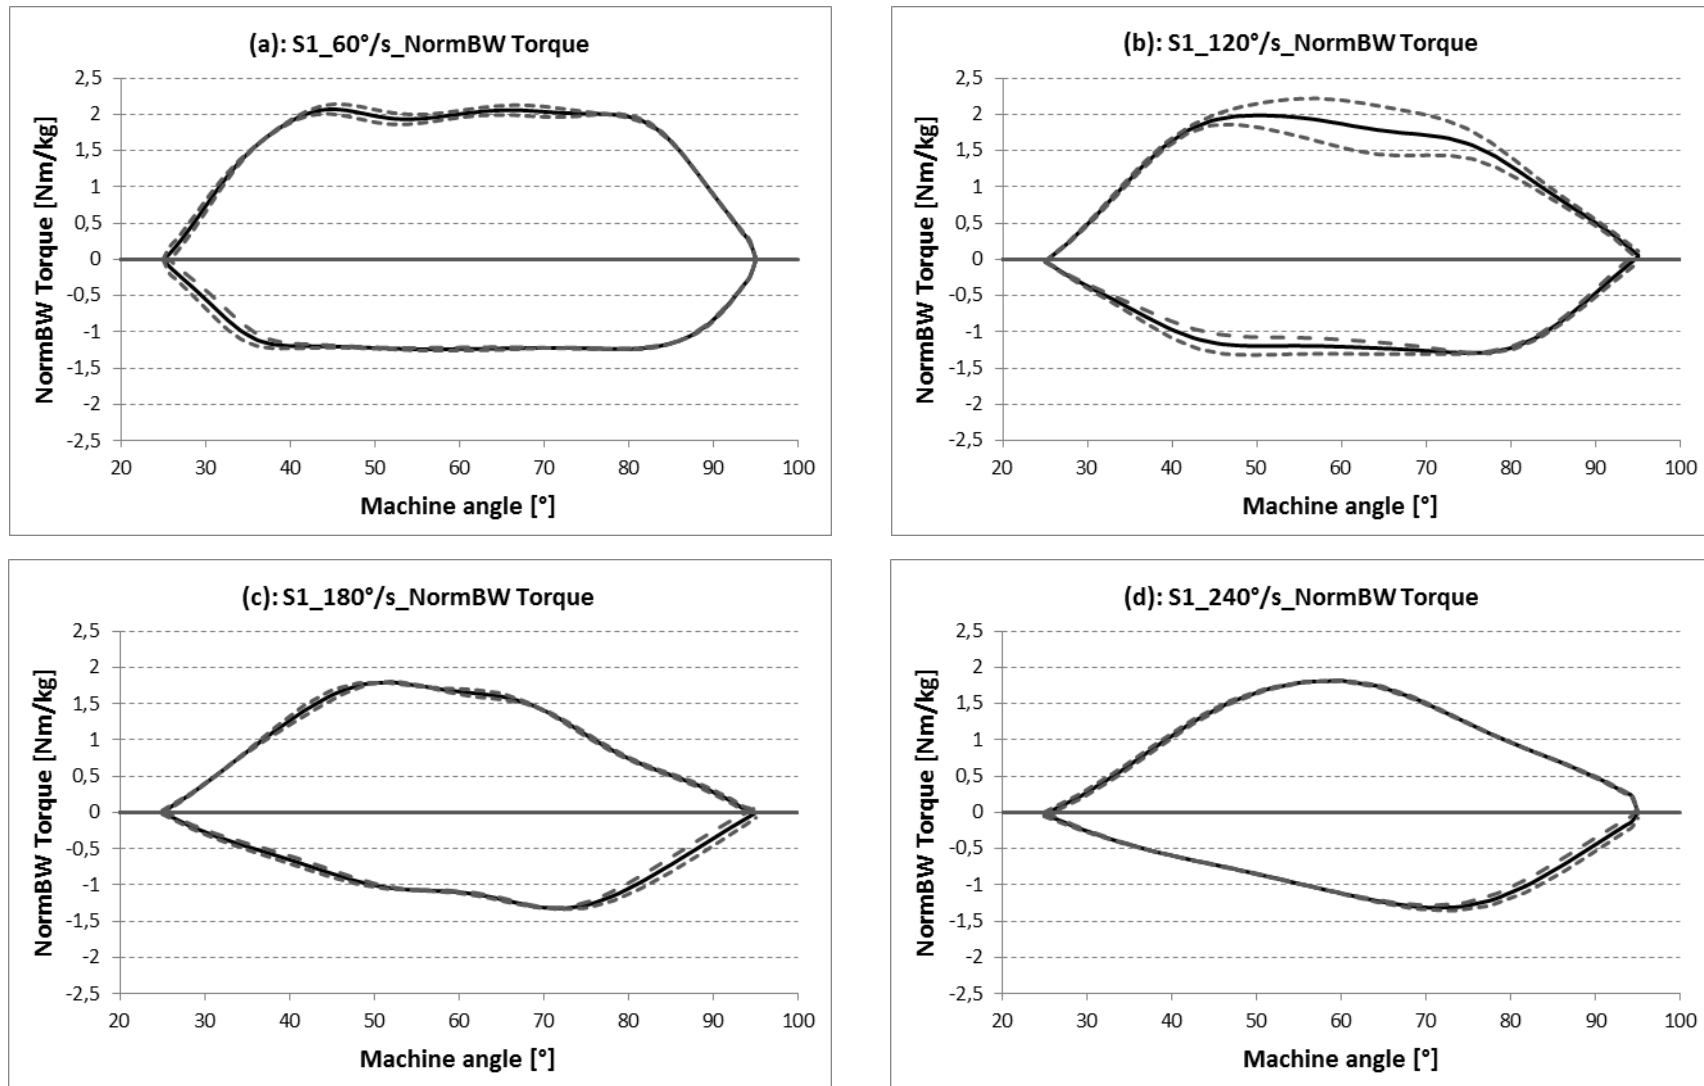 (a): S1_60°/s_NormBW Torque
NormBW Torque [Nm/kg]
2,5
2
1,5
1
0,5
0
-0,5
-1
-1,5
-2
-2,5
20 30 40 50 60 70 80 90 100
Machine angle [°]
(b): S1_120°/s_NormBW Torque
NormBW Torque [Nm/kg]
2,5
2
1,5
1
0,5
0
-0,5
-1
-1,5
-2
-2,5
20 30 40 50 60 70 80 90 100
Machine angle [°]
(c): S1_180°/s_NormBW Torque
NormBW Torque [Nm/kg]
2,5
2
1,5
1
0,5
0
-0,5
-1
-1,5
-2
-2,5
20 30 40 50 60 70 80 90 100
Machine angle [°]
(d): S1_240°/s_NormBW Torque
NormBW Torque [Nm/kg]
2,5
2
1,5
1
0,5
0
-0,5
-1
-1,5
-2
-2,5
20 30 40 50 60 70 80 90 100
Machine angle [°]